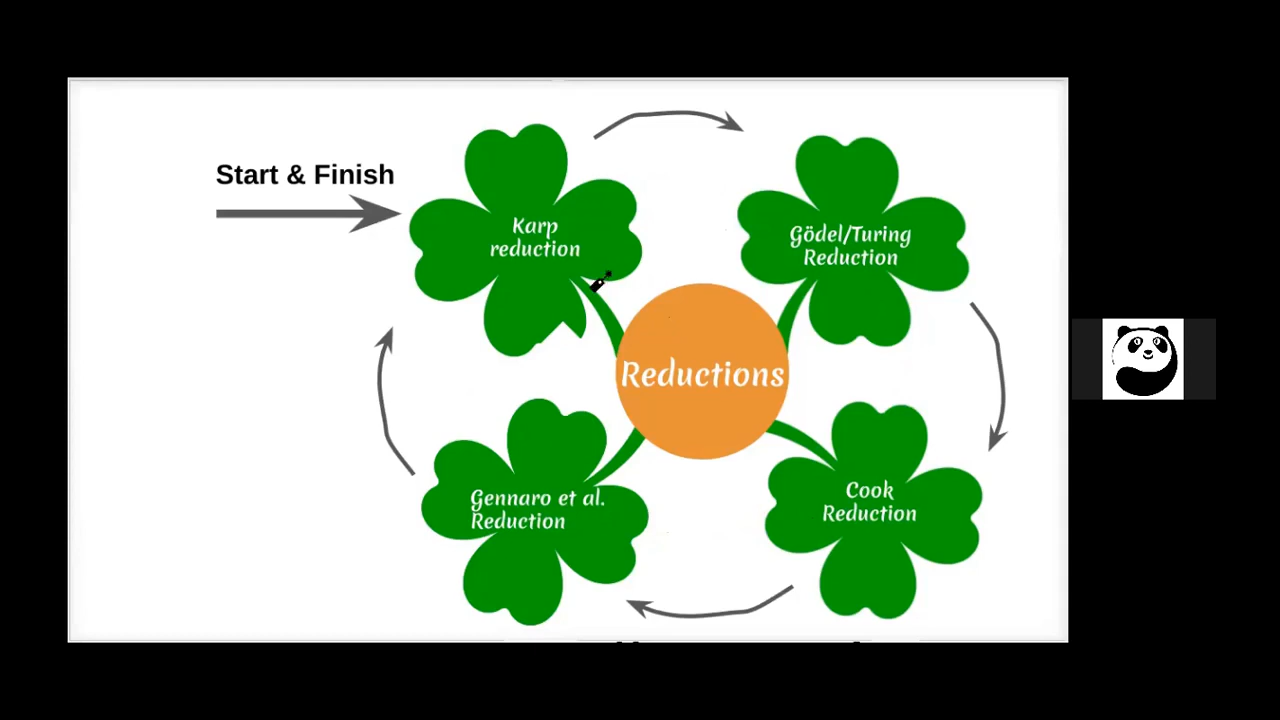 Start & Finish
Karp
reduction
Gödel/Turing
Reduction
Reductions
Gennaro et al.
Reduction
Cook
Reduction